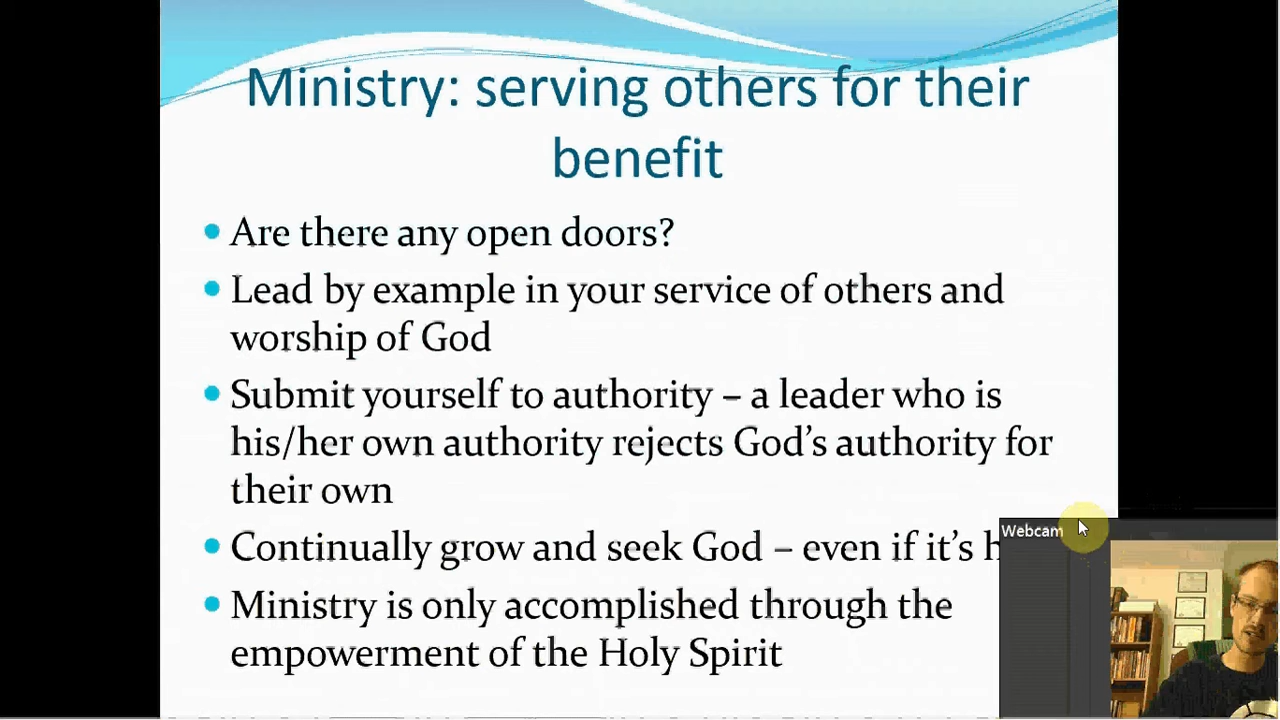 Ministry: serving others for their
benefit
• Are there any open doors?
• Lead by example in your service of others and
worship of God
• Submit yourself to authority – a leader who is
his/her own authority rejects God's authority for
their own
• Continually grow and seek God – even if it's
• Ministry is only accomplished through the
empowerment of the Holy Spirit
Webcam